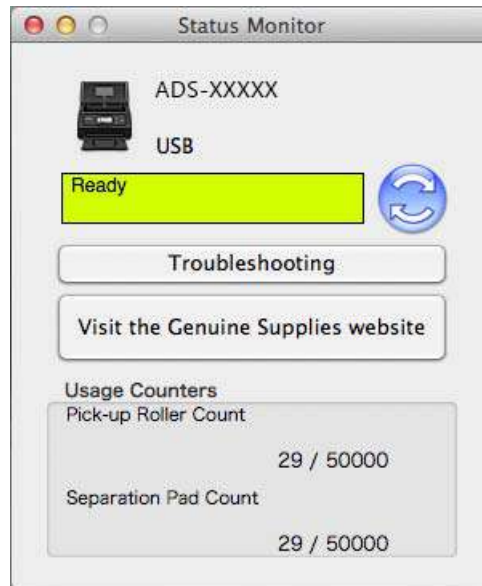 Status Monitor
ADS-XXXXX
USB
Ready
Troubleshooting
Visit the Genuine Supplies website
Usage Counters
Pick-up Roller Count
29 / 50000
Separation Pad Count
29 / 50000